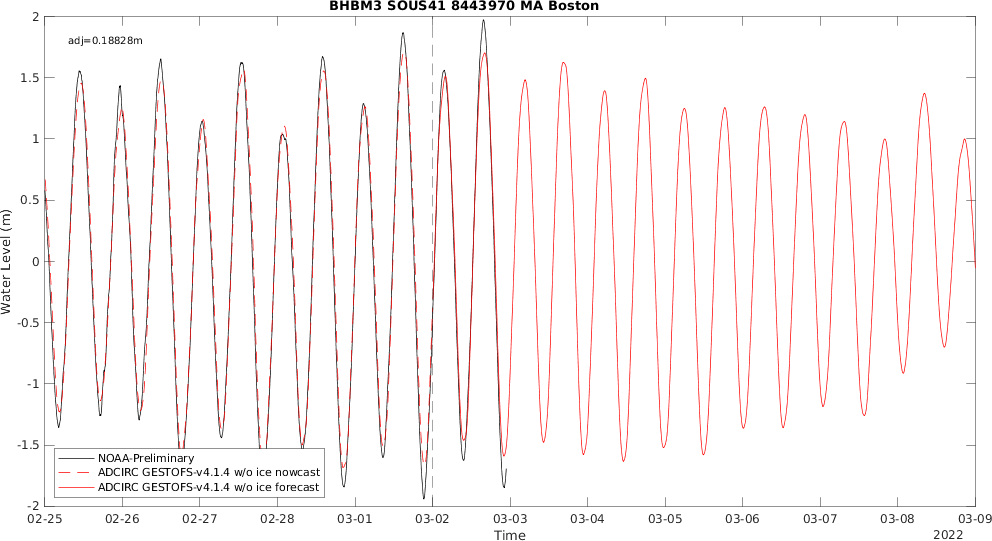 BHBM3 SOUS41 8443970 MA Boston
adj=0.18828m
2
1.5
1
0.5
0
-0.5
-1
-1.5
-2
Water Level (m)
NOAA-Preliminary
ADCIRC GESTOFS-v4.1.4 w/o ice nowcast
ADCIRC GESTOFS-v4.1.4 w/o ice forecast
02-25 02-26 02-27 02-28 03-01 03-02 03-03 03-04 03-05 03-06 03-07 03-08 03-09
Time
2022